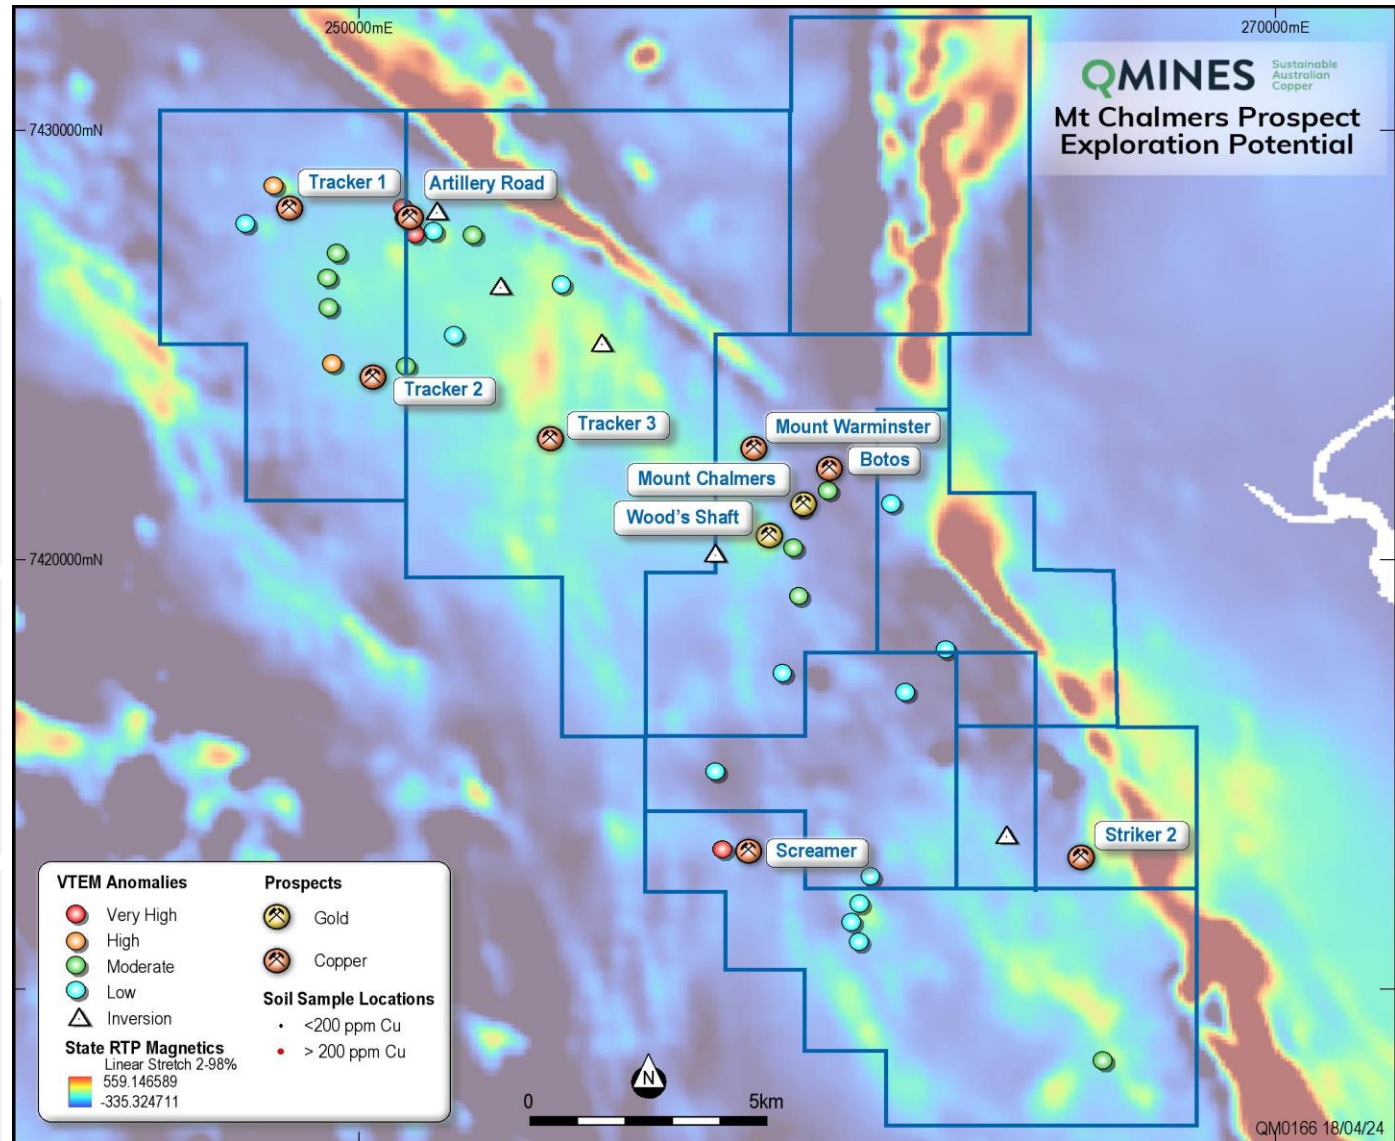 250000mE
270000mE
QMINES
Sustainable
Australian
Copper
Mt Chalmers Prospect
Exploration Potential
7430000mN
Tracker 1
Artillery Road
Tracker 2
Tracker 3
Mount Warminster
Botos
Mount Chalmers
Wood's Shaft
7420000mN
Screamer
Striker 2
VTEM Anomalies
Very High
High
Moderate
Low
Inversion
State RTP Magnetics
Linear Stretch 2-98%
559.146589
-335.324711
Prospects
Gold
Copper
Soil Sample Locations
<200 ppm Cu
> 200 ppm Cu
N
0
5km
QM0166 18/04/24